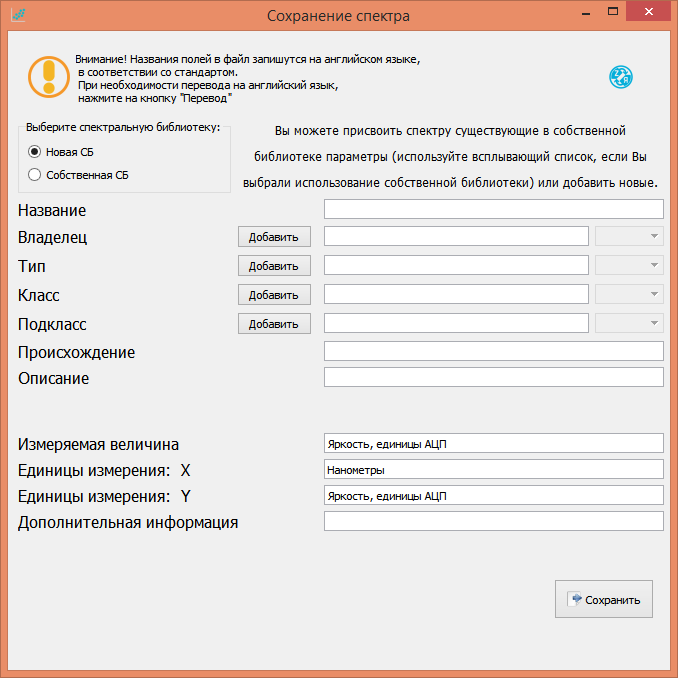 Сохранение спектра
Внимание! Названия полей в файл запишутся на английском языке,
в соответствии со стандартом.
При необходимости перевода на английский язык,
нажмите на кнопку "Перевод"
Выберите спектральную библиотеку:
Новая СБ
Собственная СБ
Вы можете присвоить спектру существующие в собственной
библиотеке параметры (используйте всплывающий список, если Вы
выбрали использование собственной библиотеки) или добавить новые.
Название
Владелец Добавить
Тип Добавить
Класс Добавить
Подкласс Добавить
Происхождение
Описание
Измеряемая величина Яркость, единицы АЦП
Единицы измерения: X Нанометры
Единицы измерения: Y Яркость, единицы АЦП
Дополнительная информация
Сохранить